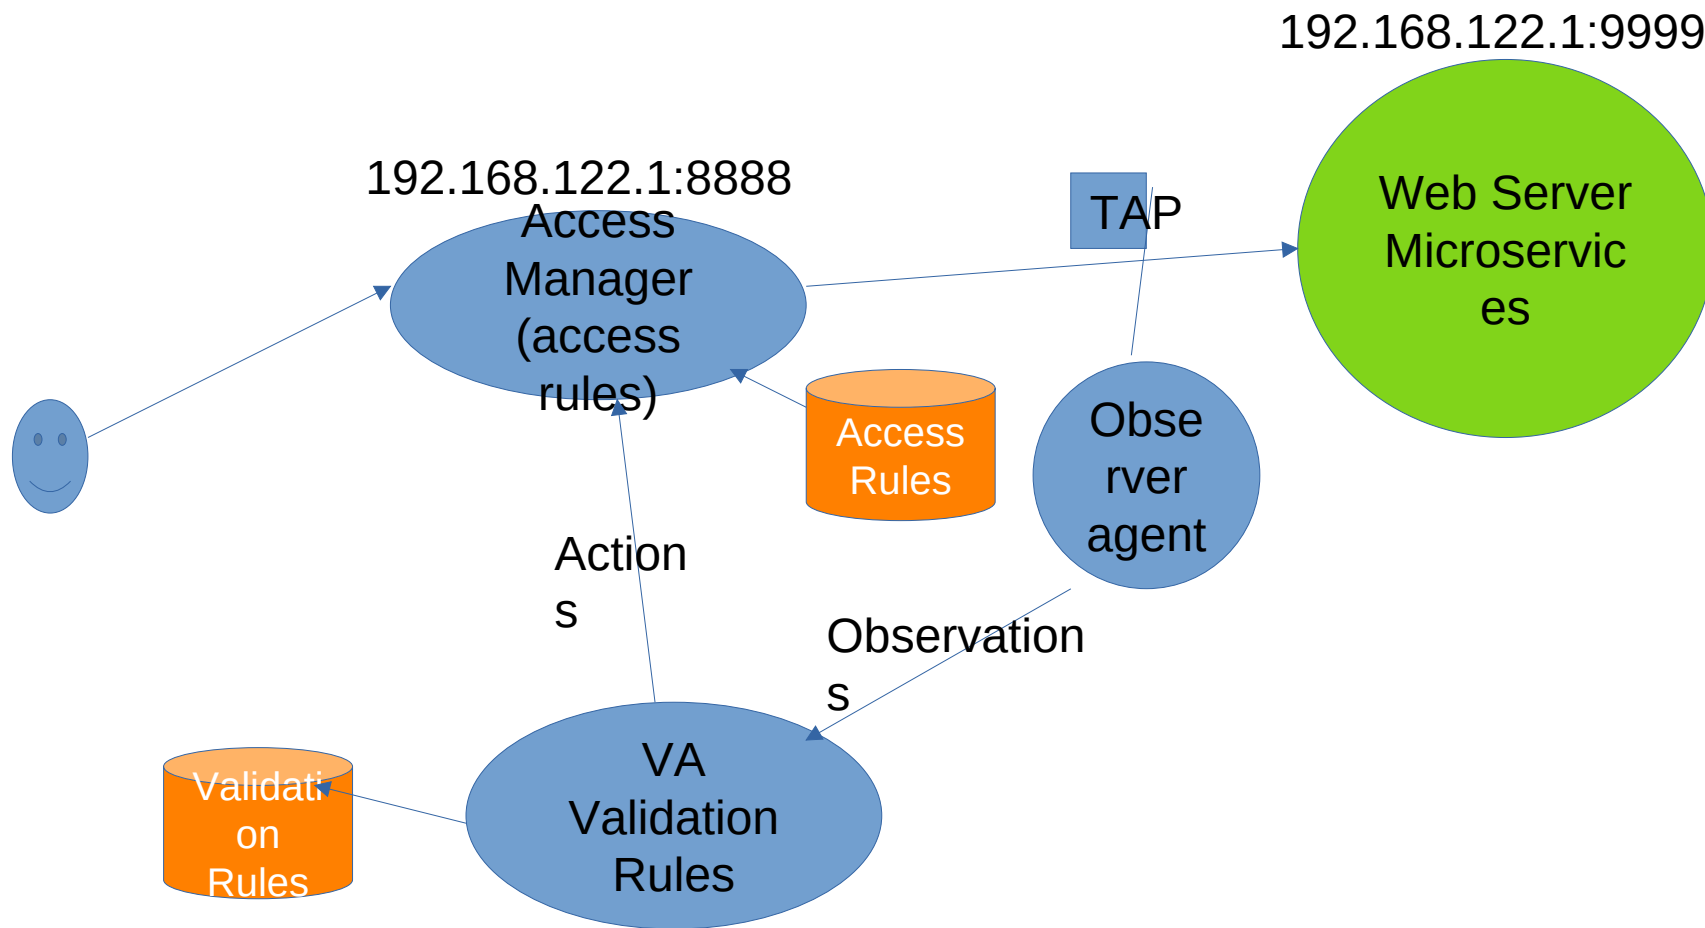 192.168.122.1:9999
192.168.122.1:8888
Access
Manager
(access
rules)
TAP
Web Server
Microservic
es
Access
Rules
Obse
rver
agent
Action
s
Observation
s
VA
Validation
Rules
Validati
on
Rules